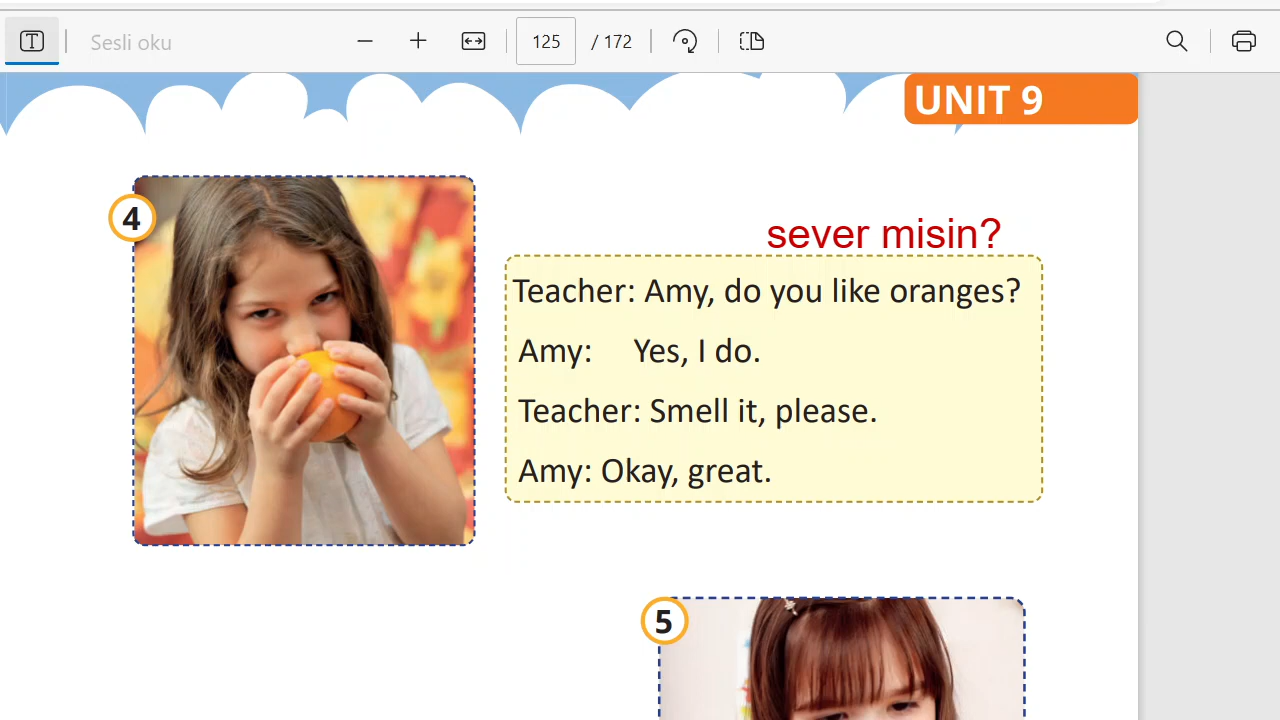 Sesli oku
125 / 172
UNIT 9
4
sever misin?
Teacher: Amy, do you like oranges?
Amy: Yes, I do.
Teacher: Smell it, please.
Amy: Okay, great.
5